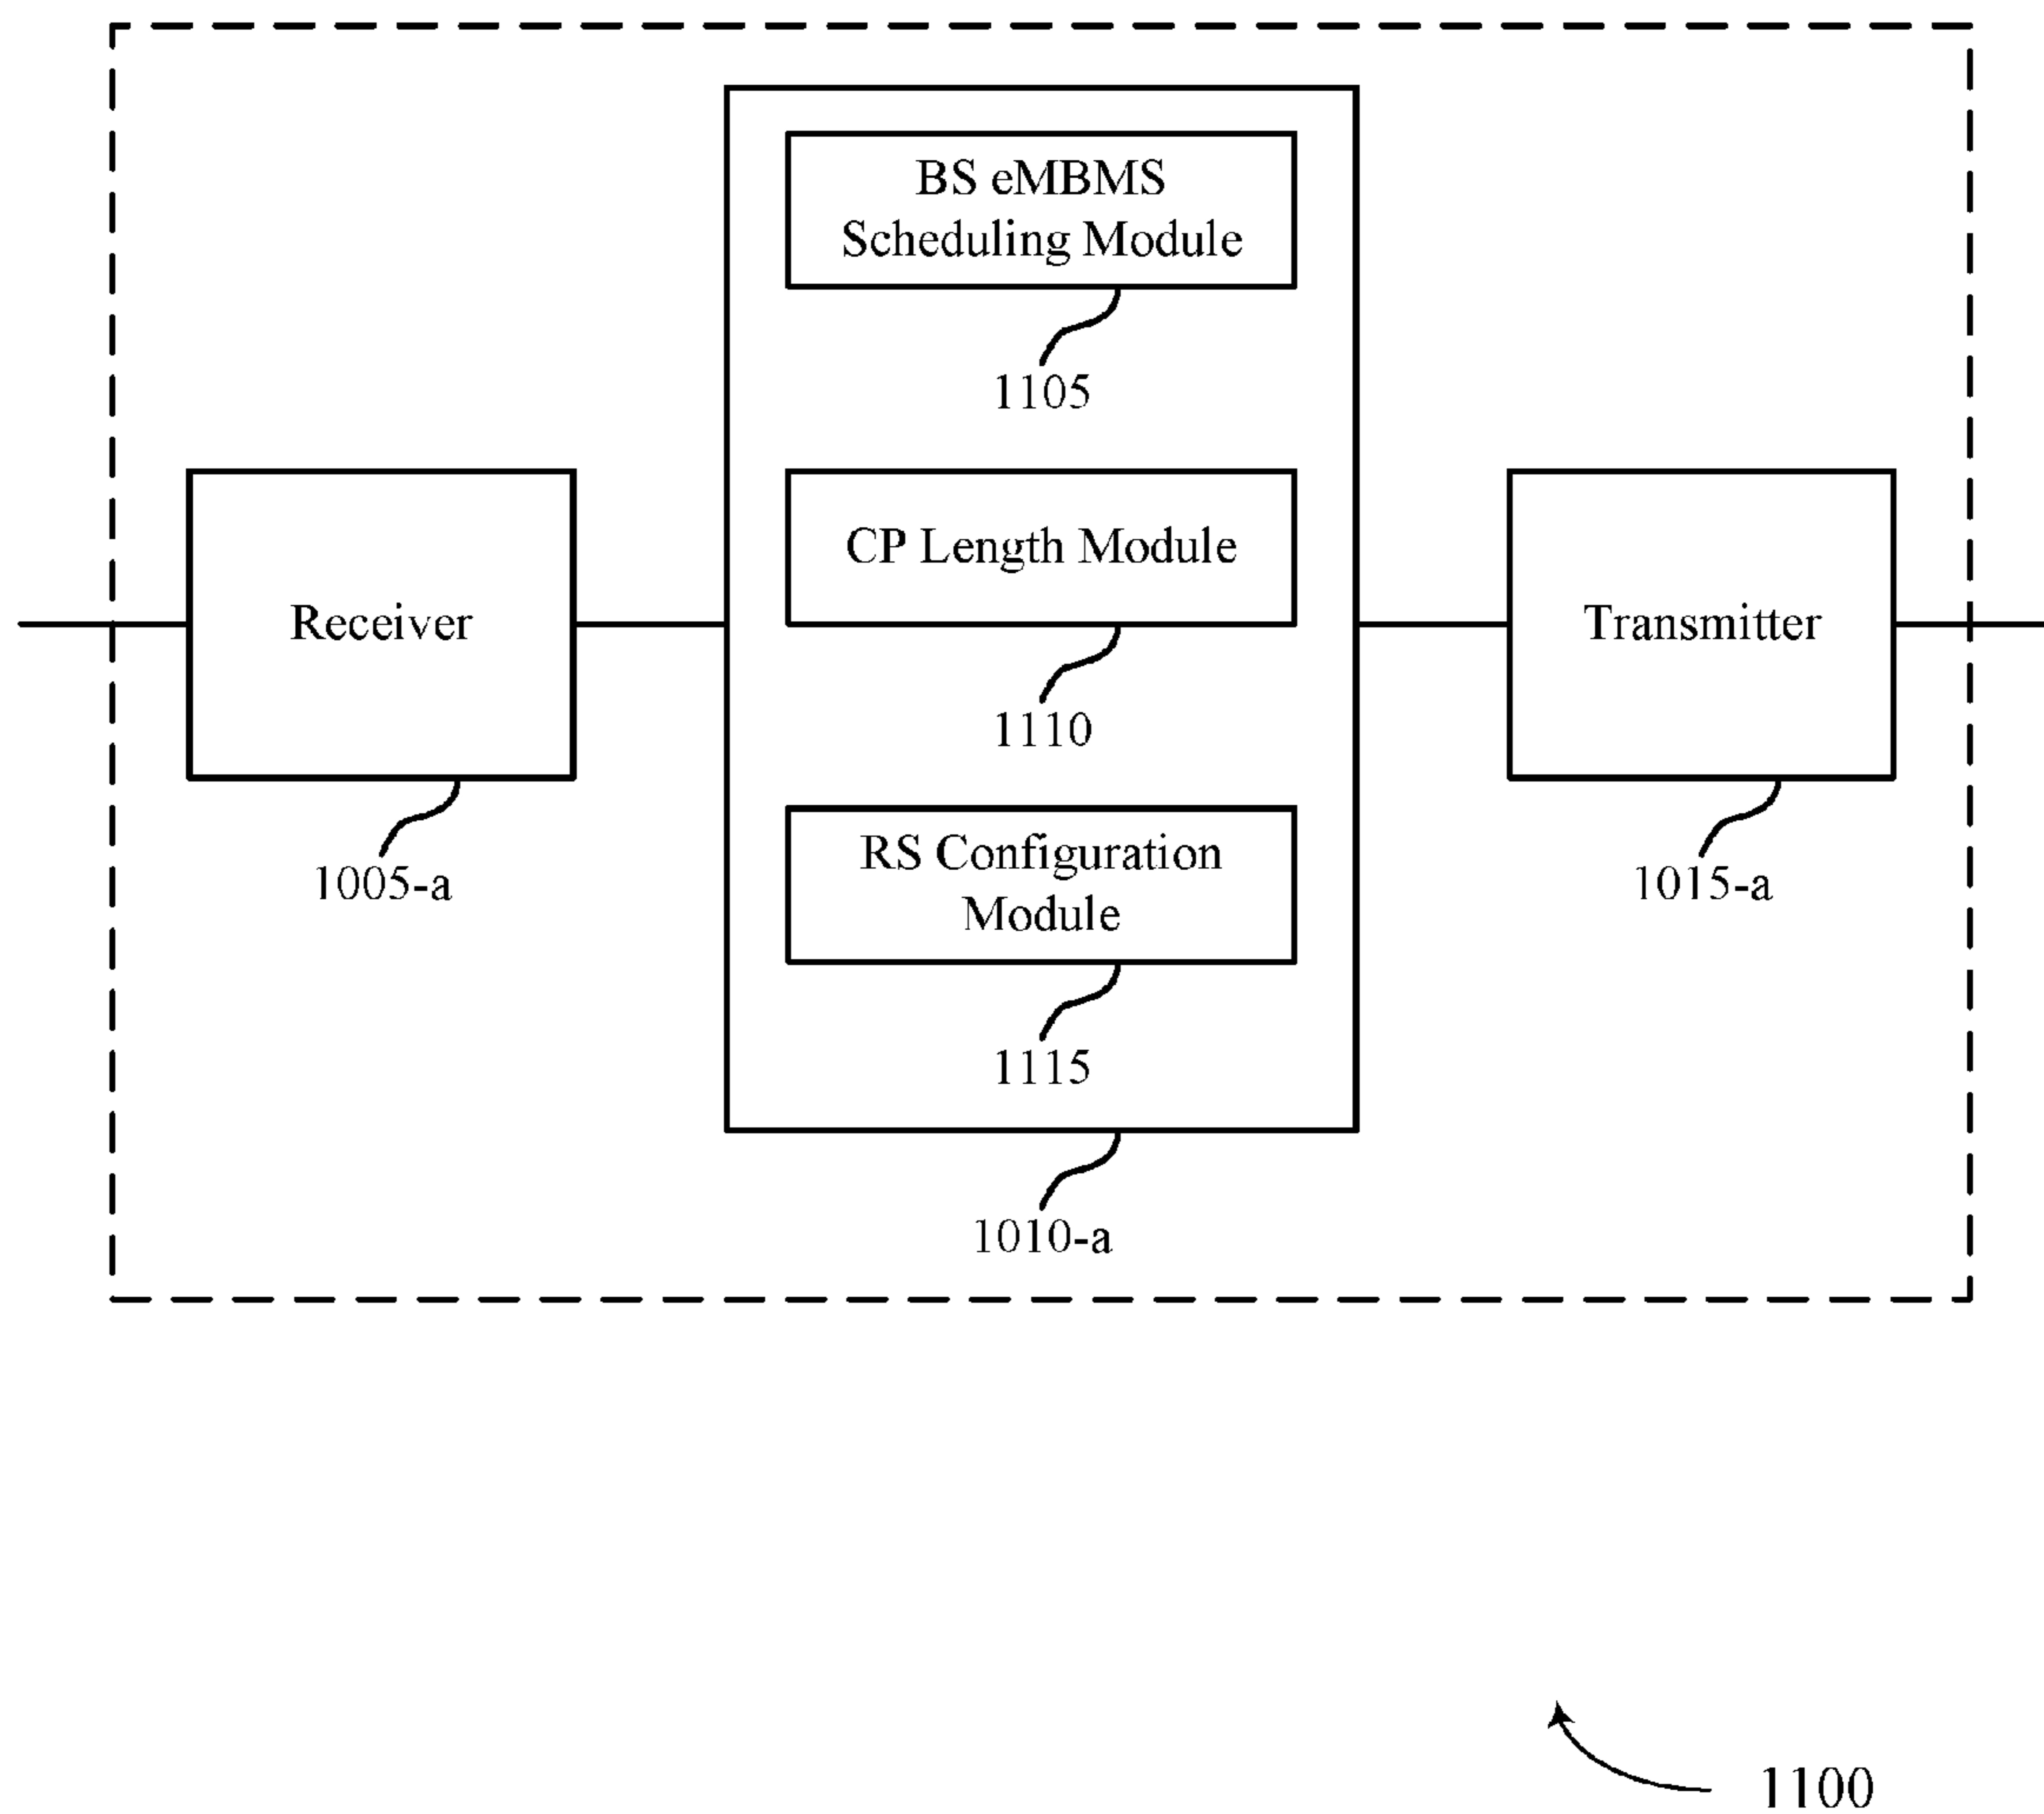 BS eMBMS
Scheduling Module
1105
CP Length Module
1110
RS Configuration
Module
1115
1010-a
Receiver
1005-a
Transmitter
1015-a
1100